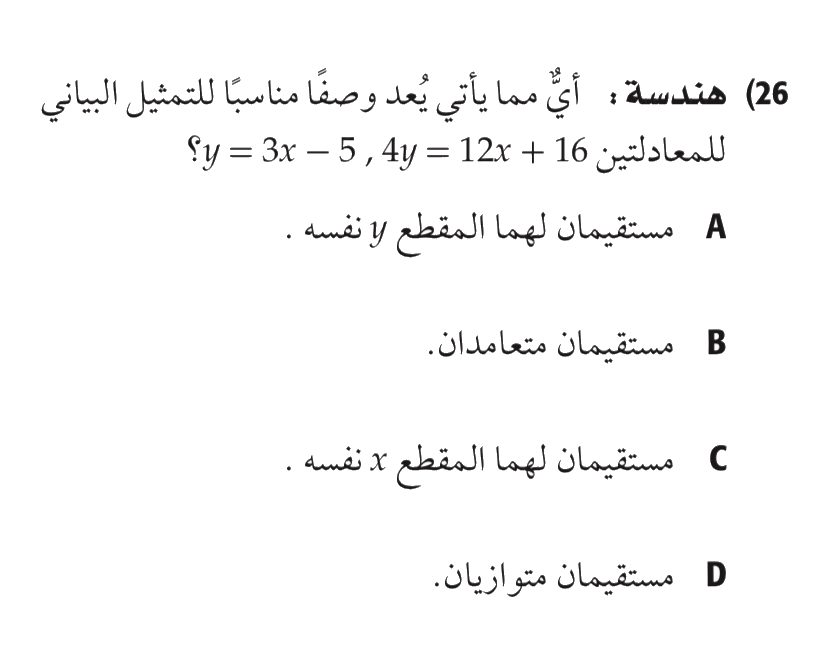 26) هندسة : أيٌّ مما يأتي يُعد وصفًا مناسبًا للتمثيل البياني
للمعادلتين y = 3x − 5 , 4y = 12x + 16؟
A مستقيمان لهما المقطع y نفسه .
B مستقيمان متعامدان.
C مستقيمان لهما المقطع x نفسه .
D مستقيمان متوازيان.